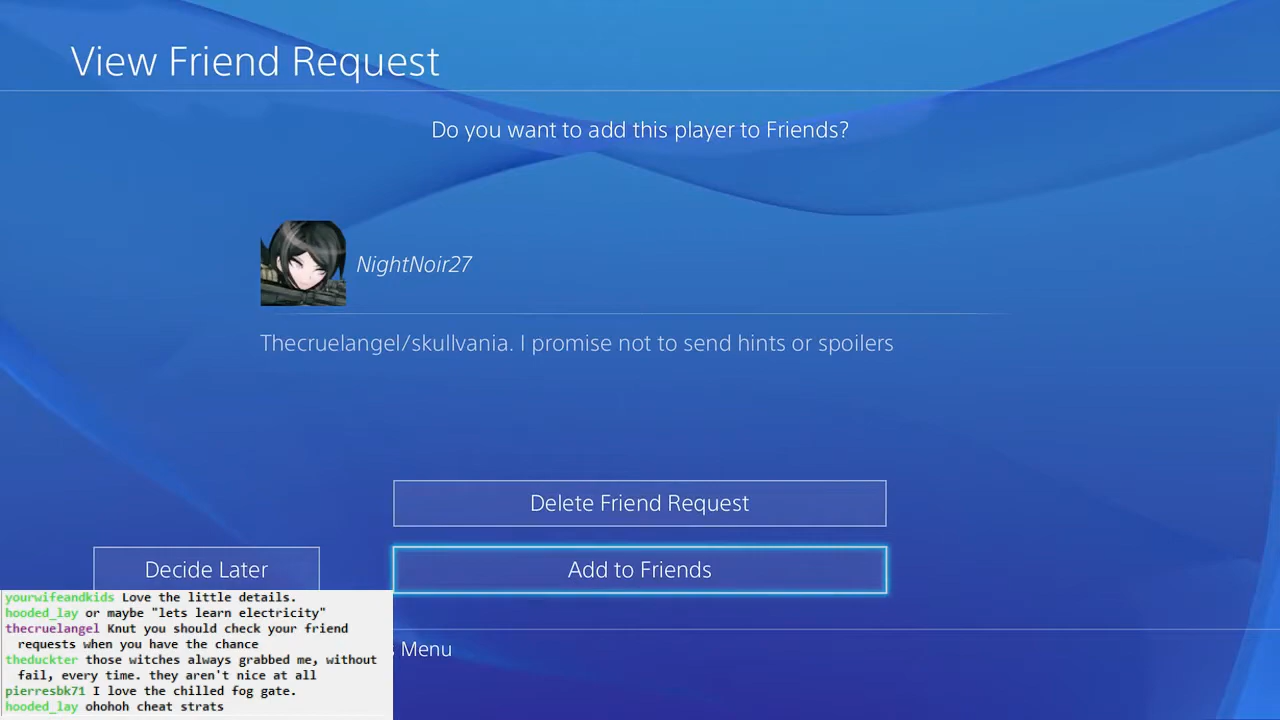 View Friend Request
Do you want to add this player to Friends?
NightNoir27
Thecruelangel/skullvania. I promise not to send hints or spoilers
Delete Friend Request
Decide Later
Add to Friends
yourwifeandkids Love the little details.
hooded_lay or maybe "lets learn electricity"
thecruelangel Knut you should check your friend
requests when you have the chance
theduckter those witches always grabbed me, without
fail, every time. they aren't nice at all
pierresbk71 I love the chilled fog gate.
hooded_lay ohohoh cheat strats
s Menu